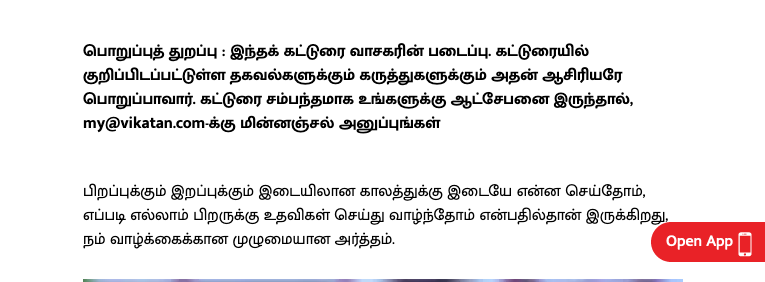 பொறுப்புத் துறப்பு : இந்தக் கட்டுரை வாசகரின் படைப்பு. கட்டுரையில்
குறிப்பிடப்பட்டுள்ள தகவல்களுக்கும் கருத்துகளுக்கும் அதன் ஆசிரியரே
பொறுப்பாவார். கட்டுரை சம்பந்தமாக உங்களுக்கு ஆட்சேபனை இருந்தால்,
my@vikatan.com-க்கு மின்னஞ்சல் அனுப்புங்கள்
பிறப்புக்கும் இறப்புக்கும் இடையிலான காலத்துக்கு இடையே என்ன செய்தோம்,
எப்படி எல்லாம் பிறருக்கு உதவிகள் செய்து வாழ்ந்தோம் என்பதில்தான் இருக்கிறது,
நம் வாழ்க்கைக்கான முழுமையான அர்த்தம்.
Open App